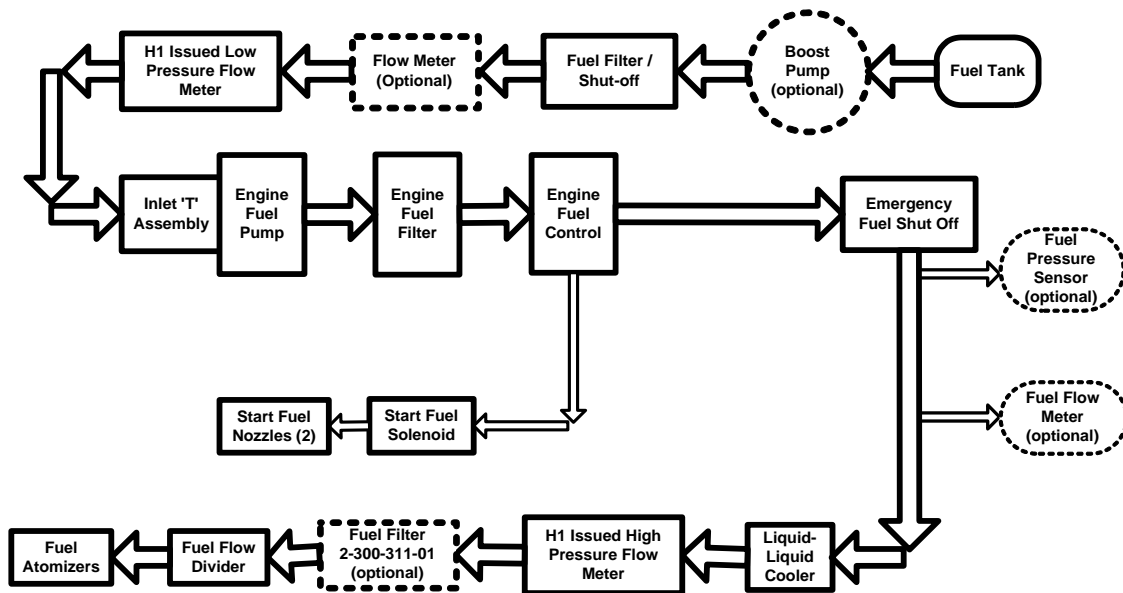 H1 Issued Low
Pressure Flow
Meter
Flow Meter
(Optional)
Fuel Filter /
Shut-off
Boost
Pump
(optional)
Fuel Tank
Inlet 'T'
Assembly
Engine
Fuel
Pump
Engine
Fuel
Filter
Engine
Fuel
Control
Emergency
Fuel Shut Off
Fuel
Pressure
Sensor
(optional)
Start Fuel
Nozzles (2)
Start Fuel
Solenoid
Fuel Flow
Meter
(optional)
Fuel
Atomizers
Fuel Flow
Divider
Fuel Filter
2-300-311-01
(optional)
H1 Issued High
Pressure Flow
Meter
Liquid-
Liquid
Cooler